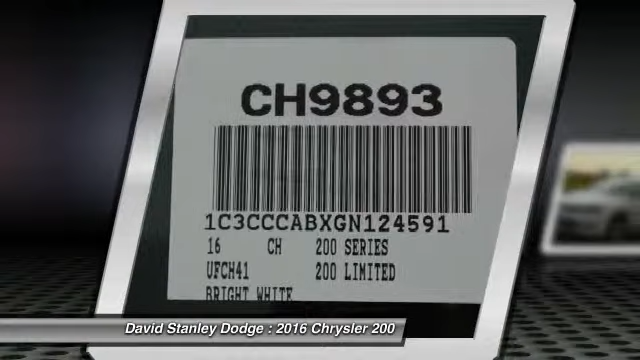 CH9893
1C3CCCABXGN124591
16 CH 200 SERIES
UFCH41 200 LIMITED
BRIGHT WHITE
David Stanley Dodge : 2016 Chrysler 200